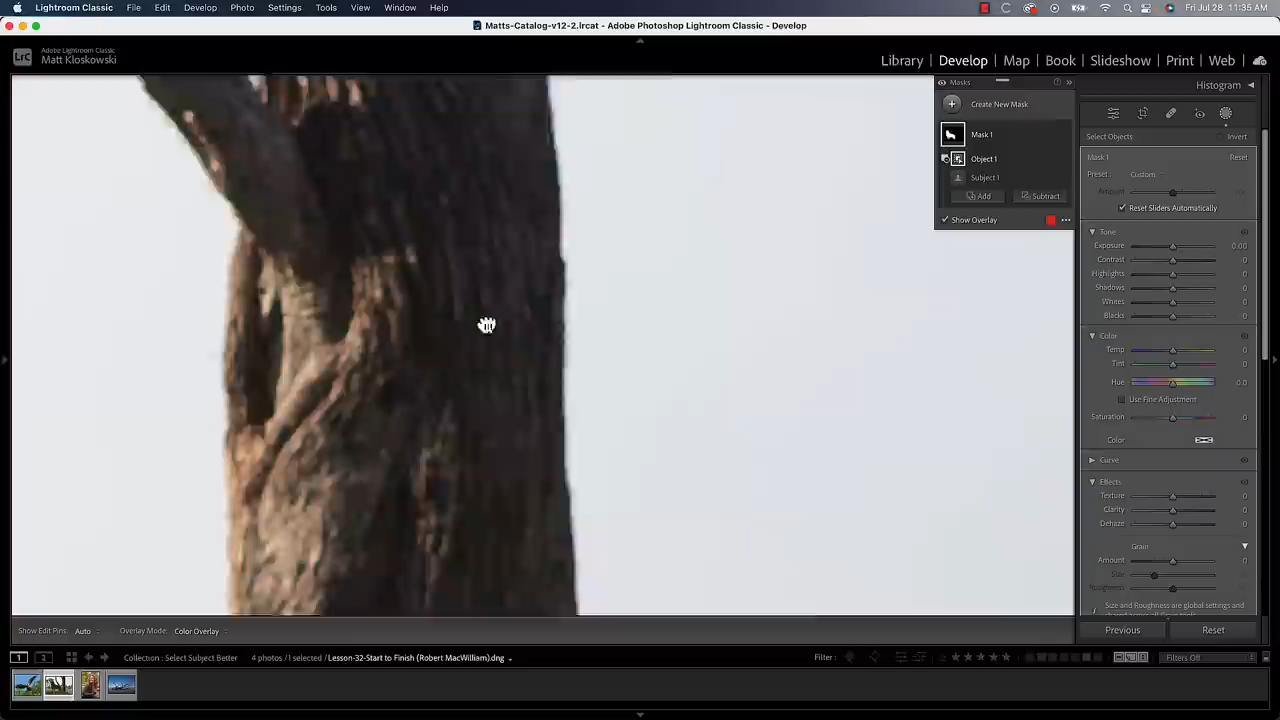 Lightroom Classic File Edit Develop Photo Settings Tools View Window Help Fri Jul 28 11:35 AM
Matts-Catalog-v12-2.lrcat - Adobe Photoshop Lightroom Classic - Develop
LrC Adobe Lightroom Classic
Matt Kloskowski
Library | Develop | Map | Book | Slideshow | Print | Web
Masks
Histogram
Create New Mask
Mask 1
Object 1
Subject 1
Add Subtract
Show Overlay
Select Objects Invert
Mask 1 Reset
Preset: Custom
Amount
Reset Sliders Automatically
Tone
Exposure 0.00
Contrast 0
Highlights 0
Shadows 0
Whites 0
Blacks 0
Color
Temp 0
Tint 0
Hue 0.0
Use Fine Adjustment
Saturation 0
Color
Curve
Effects
Texture 0
Clarity 0
Dehaze 0
Grain
Amount 0
Size
Roughness
Size and Roughness are global settings and
Show Edit Pins: Auto Overlay Mode: Color Overlay
Previous Reset
1 2 Collection : Select Subject Better 4 photos / 1 selected / Lesson-32-Start to Finish (Robert MacWilliam).dng Filter : Filters Off